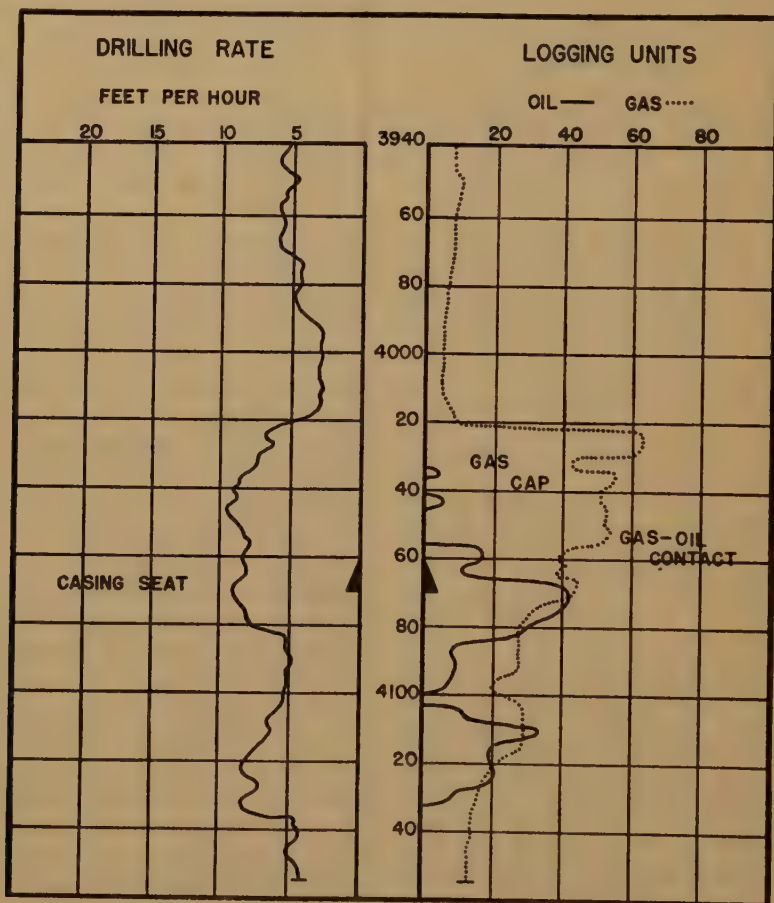 DRILLING RATE
FEET PER HOUR
20 15 10 5
LOGGING UNITS
OIL GAS
20 40 60 80
3940
60
80
4000
20
40
60
80
4100
20
40
GAS
CAP
GAS-OIL
CONTACT
CASING SEAT